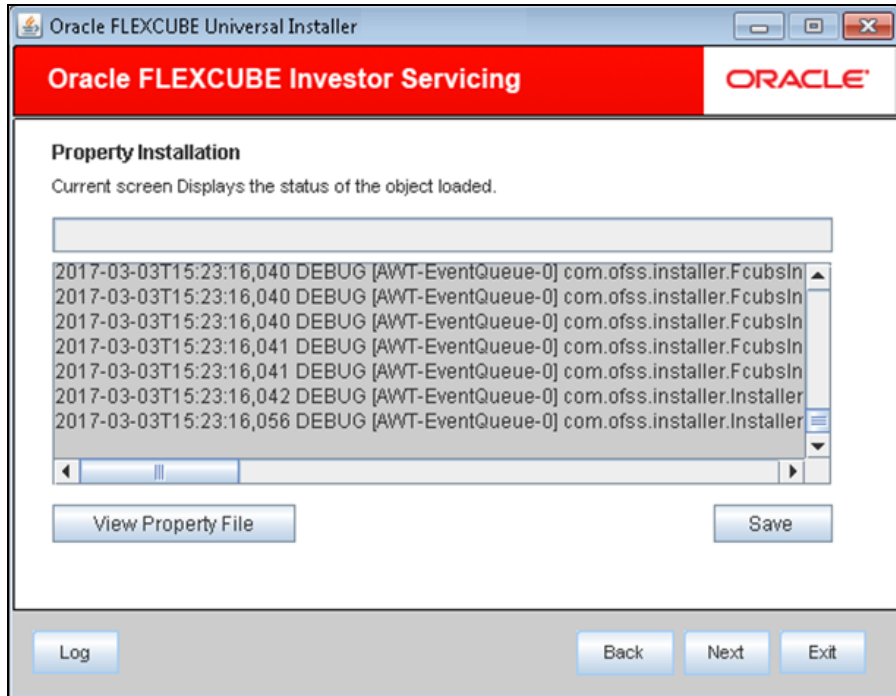 Oracle FLEXCUBE Universal Installer
Oracle FLEXCUBE Investor Servicing
ORACLE
Property Installation
Current screen Displays the status of the object loaded.
2017-03-03T15:23:16,040 DEBUG [AWT-EventQueue-0] com.ofss.installer.FcubsIn
2017-03-03T15:23:16,040 DEBUG [AWT-EventQueue-0] com.ofss.installer.FcubsIn
2017-03-03T15:23:16,040 DEBUG [AWT-EventQueue-0] com.ofss.installer.FcubsIn
2017-03-03T15:23:16,041 DEBUG [AWT-EventQueue-0] com.ofss.installer.FcubsIn
2017-03-03T15:23:16,041 DEBUG [AWT-EventQueue-0] com.ofss.installer.FcubsIn
2017-03-03T15:23:16,042 DEBUG [AWT-EventQueue-0] com.ofss.installer.Installer
2017-03-03T15:23:16,056 DEBUG [AWT-EventQueue-0] com.ofss.installer.Installer
View Property File
Save
Log
Back
Next
Exit